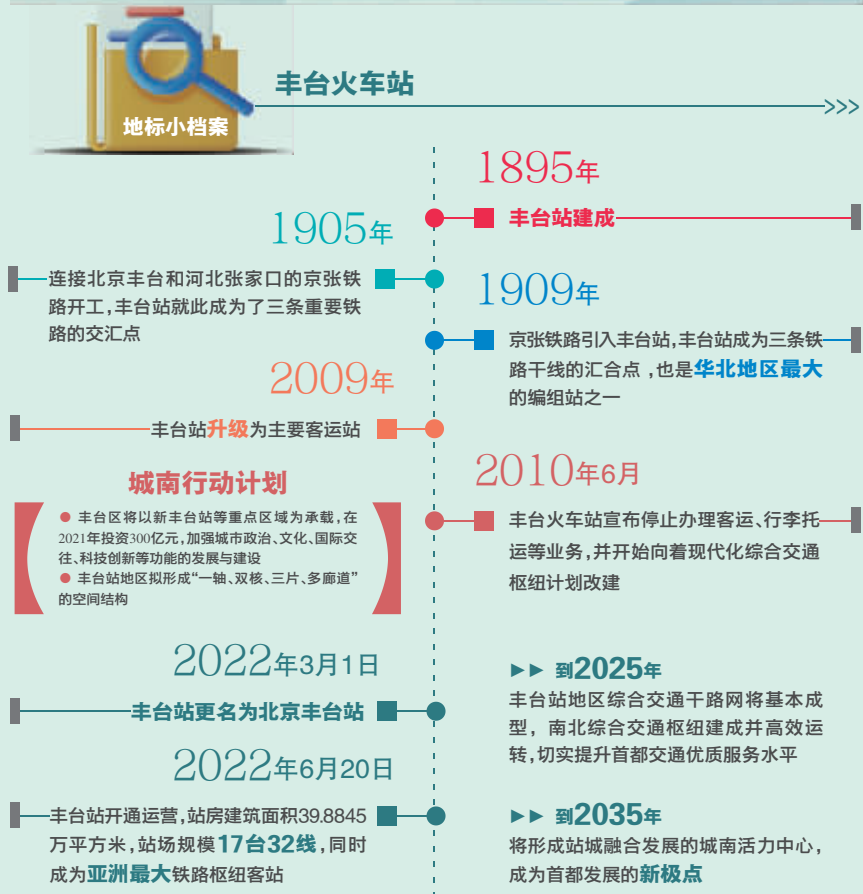 地标小档案
丰台火车站
1895年
丰台站建成
1905年
连接北京丰台和河北张家口的京张铁
路开工，丰台站就此成为了三条重要铁
路的交汇点
1909年
京张铁路引入丰台站，丰台站成为三条铁
路干线的汇合点，也是华北地区最大
的编组站之一
2009年
丰台站升级为主要客运站
2010年6月
丰台火车站宣布停止办理客运、行李托
运等业务，并开始向着现代化综合交通
枢纽计划改建
城南行动计划
● 丰台区将以新丰台站等重点区域为承载，在
2021年投资300亿元，加强城市政治、文化、国际交
往、科技创新等功能的发展与建设
● 丰台站地区拟形成“一轴、双核、三片、多廊道”
的空间结构
2022年3月1日
丰台站更名为北京丰台站
2022年6月20日
丰台站开通运营，站房建筑面积39.8845
万平方米，站场规模17台32线，同时
成为亚洲最大铁路枢纽客站
►► 到2025年
丰台站地区综合交通干路网将基本成
型，南北综合交通枢纽建成并高效运
转，切实提升首都交通优质服务水平
►► 到2035年
将形成站城融合发展的城南活力中心，
成为首都发展的新极点